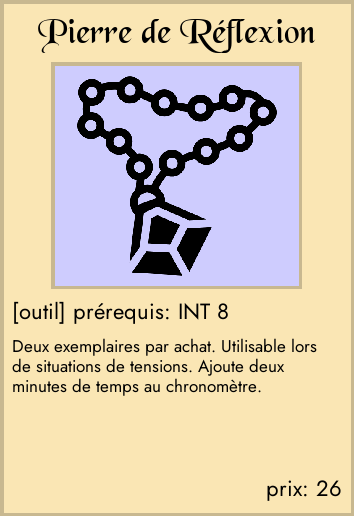 Pierre de Réflexion
[outil] prérequis: INT 8
Deux exemplaires par achat. Utilisable lors
de situations de tensions. Ajoute deux
minutes de temps au chronomètre.
prix: 26